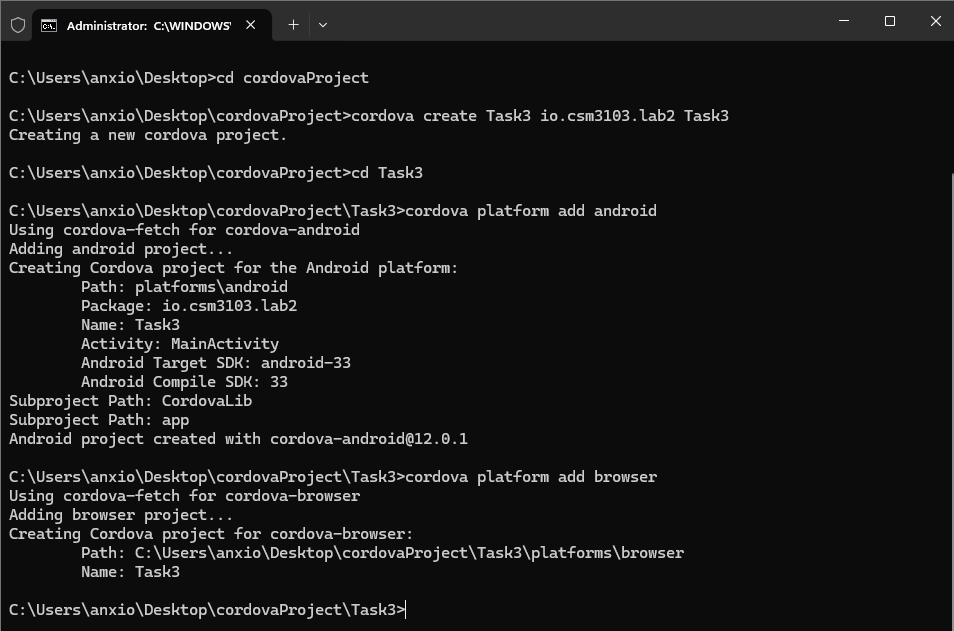 Administrator: C:\WINDOWS\
C:\Users\anxio\Desktop>cd cordovaProject
C:\Users\anxio\Desktop\cordovaProject>cordova create Task3 io.csm3103.lab2 Task3
Creating a new cordova project.
C:\Users\anxio\Desktop\cordovaProject>cd Task3
C:\Users\anxio\Desktop\cordovaProject\Task3>cordova platform add android
Using cordova-fetch for cordova-android
Adding android project...
Creating Cordova project for the Android platform:
Path: platforms\android
Package: io.csm3103.lab2
Name: Task3
Activity: MainActivity
Android Target SDK: android-33
Android Compile SDK: 33
Subproject Path: CordovaLib
Subproject Path: app
Android project created with cordova-android@12.0.1
C:\Users\anxio\Desktop\cordovaProject\Task3>cordova platform add browser
Using cordova-fetch for cordova-browser
Adding browser project...
Creating Cordova project for cordova-browser:
Path: C:\Users\anxio\Desktop\cordovaProject\Task3\platforms\browser
Name: Task3
C:\Users\anxio\Desktop\cordovaProject\Task3>